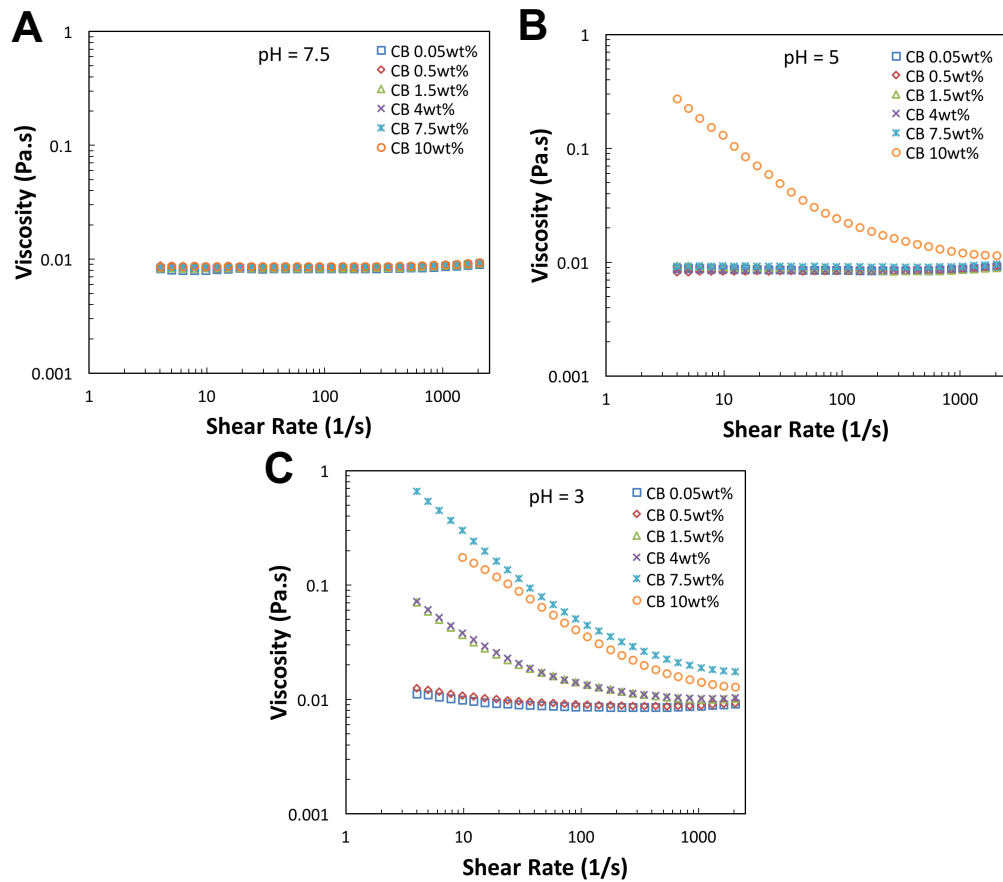 A
pH = 7.5
CB 0.05wt%
CB 0.5wt%
CB 1.5wt%
CB 4wt%
CB 7.5wt%
CB 10wt%
1
0.1
0.01
0.001
Viscosity (Pa.s)
1
10
100
1000
Shear Rate (1/s)
B
pH = 5
CB 0.05wt%
CB 0.5wt%
CB 1.5wt%
CB 4wt%
CB 7.5wt%
CB 10wt%
1
0.1
0.01
0.001
Viscosity (Pa.s)
1
10
100
1000
Shear Rate (1/s)
C
pH = 3
CB 0.05wt%
CB 0.5wt%
CB 1.5wt%
CB 4wt%
CB 7.5wt%
CB 10wt%
1
0.1
0.01
0.001
Viscosity (Pa.s)
1
10
100
1000
Shear Rate (1/s)